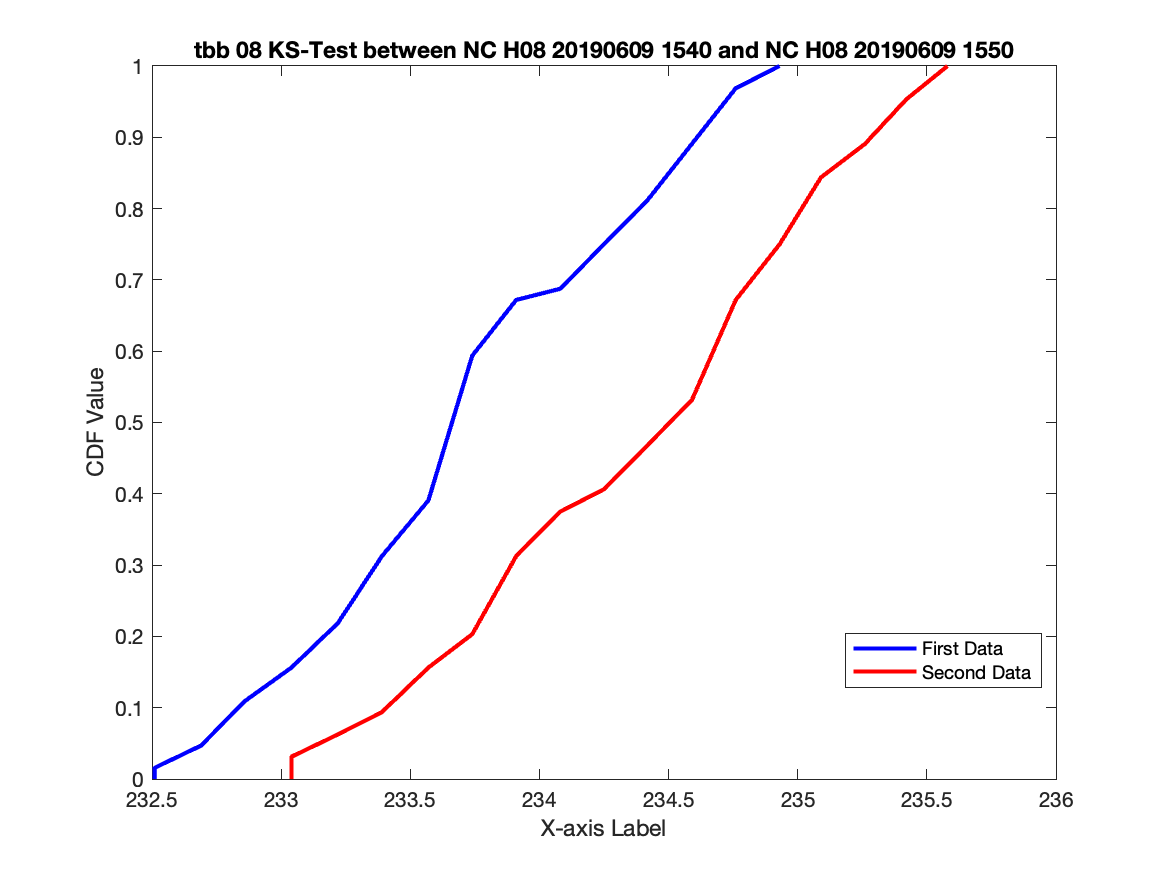 tbb 08 KS-Test between NC H08 20190609 1540 and NC H08 20190609 1550
1
0.9
0.8
0.7
0.6
0.5
0.4
0.3
0.2
0.1
0
CDF Value
First Data
Second Data
232.5 233 233.5 234 234.5 235 235.5 236
X-axis Label